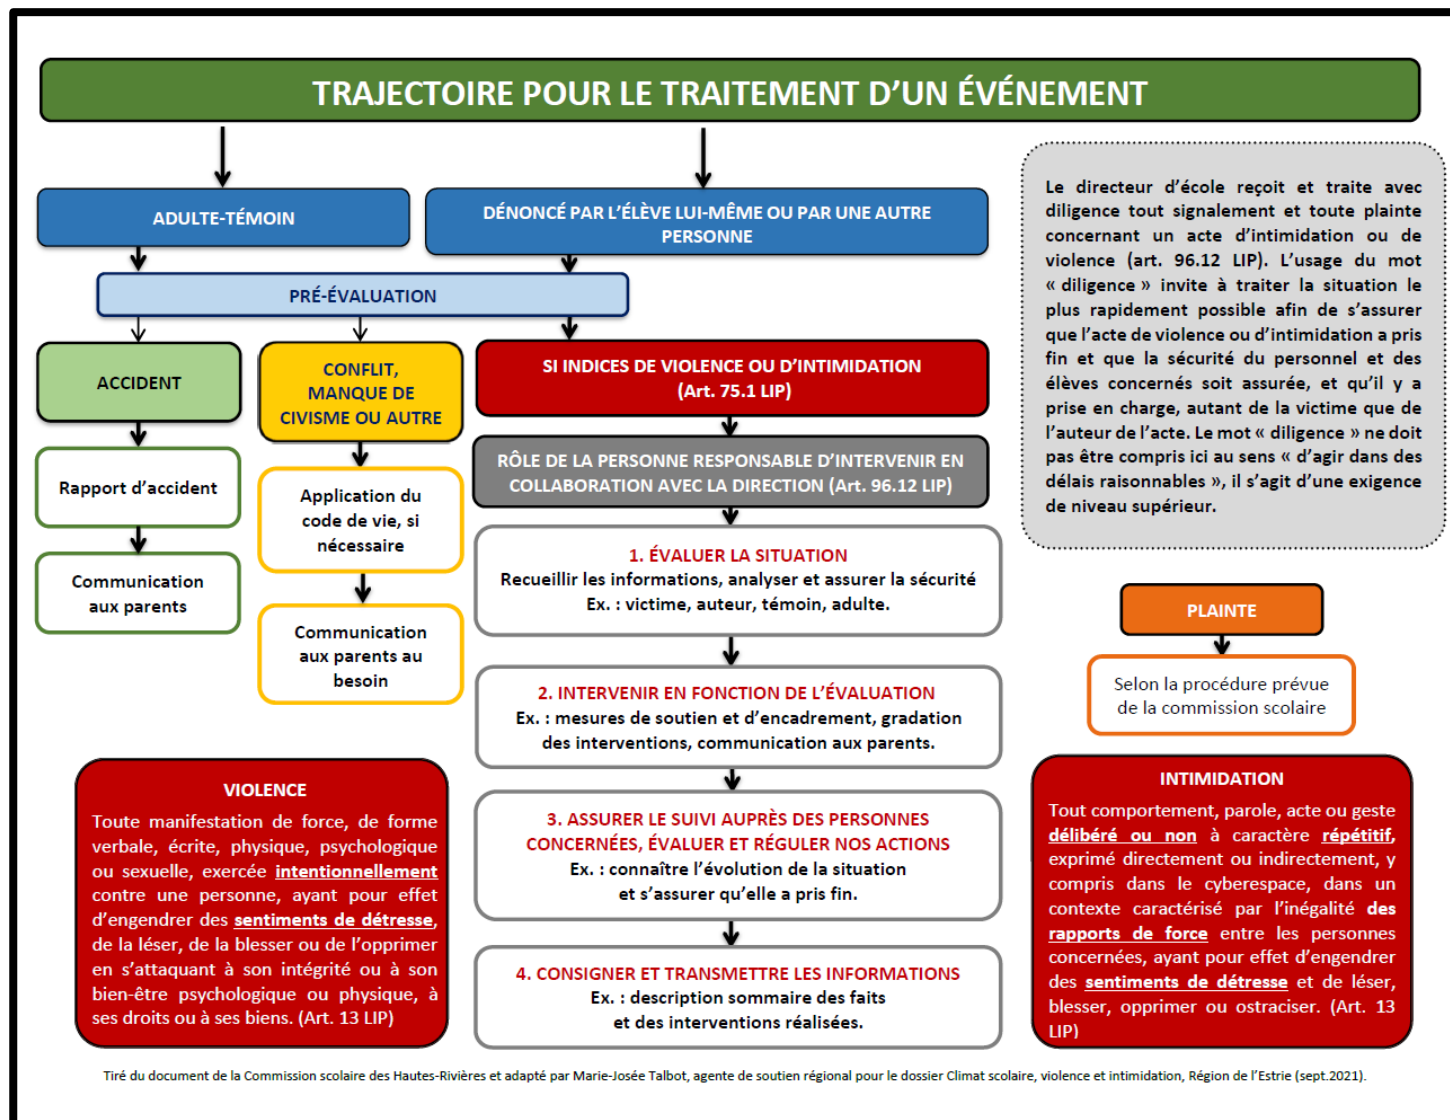 TRAJECTOIRE POUR LE TRAITEMENT D'UN ÉVÉNEMENT
ADULTE-TÉMOIN
DÉNONCÉ PAR L'ÉLÈVE LUI-MÊME OU PAR UNE AUTRE
PERSONNE
PRÉ-ÉVALUATION
ACCIDENT
Rapport d'accident
Communication
aux parents
CONFLIT,
MANQUE DE
CIVISME OU AUTRE
Application du
code de vie, si
nécessaire
Communication
aux parents au
besoin
SI INDICES DE VIOLENCE OU D'INTIMIDATION
(Art. 75.1 LIP)
RÔLE DE LA PERSONNE RESPONSABLE D'INTERVENIR EN
COLLABORATION AVEC LA DIRECTION (Art. 96.12 LIP)
1. ÉVALUER LA SITUATION
Recueillir les informations, analyser et assurer la sécurité
Ex. : victime, auteur, témoin, adulte.
2. INTERVENIR EN FONCTION DE L'ÉVALUATION
Ex. : mesures de soutien et d'encadrement, gradation
des interventions, communication aux parents.
3. ASSURER LE SUIVI AUPRÈS DES PERSONNES
CONCERNÉES, ÉVALUER ET RÉGULER NOS ACTIONS
Ex. : connaître l'évolution de la situation
et s'assurer qu'elle a pris fin.
4. CONSIGNER ET TRANSMETTRE LES INFORMATIONS
Ex. : description sommaire des faits
et des interventions réalisées.
Le directeur d'école reçoit et traite avec
diligence tout signalement et toute plainte
concernant un acte d'intimidation ou de
violence (art. 96.12 LIP). L'usage du mot
« diligence » invite à traiter la situation le
plus rapidement possible afin de s'assurer
que l'acte de violence ou d'intimidation a pris
fin et que la sécurité du personnel et des
élèves concernés soit assurée, et qu'il y a
prise en charge, autant de la victime que de
l'auteur de l'acte. Le mot « diligence » ne doit
pas être compris ici au sens « d'agir dans des
délais raisonnables », il s'agit d'une exigence
de niveau supérieur.
PLAINTE
Selon la procédure prévue
de la commission scolaire
VIOLENCE
Toute manifestation de force, de forme
verbale, écrite, physique, psychologique
ou sexuelle, exercée intentionnellement
contre une personne, ayant pour effet
d'engendrer des sentiments de détresse,
de la léser, de la blesser ou de l'opprimer
en s'attaquant à son intégrité ou à son
bien-être psychologique ou physique, à
ses droits ou à ses biens. (Art. 13 LIP)
INTIMIDATION
Tout comportement, parole, acte ou geste
délibéré ou non à caractère répétitif,
exprimé directement ou indirectement, y
compris dans le cyberespace, dans un
contexte caractérisé par l'inégalité des
rapports de force entre les personnes
concernées, ayant pour effet d'engendrer
des sentiments de détresse et de léser,
blesser, opprimer ou ostraciser. (Art. 13
LIP)
Tiré du document de la Commission scolaire des Hautes-Rivières et adapté par Marie-Josée Talbot, agente de soutien régional pour le dossier Climat scolaire, violence et intimidation, Région de l'Estrie (sept.2021).